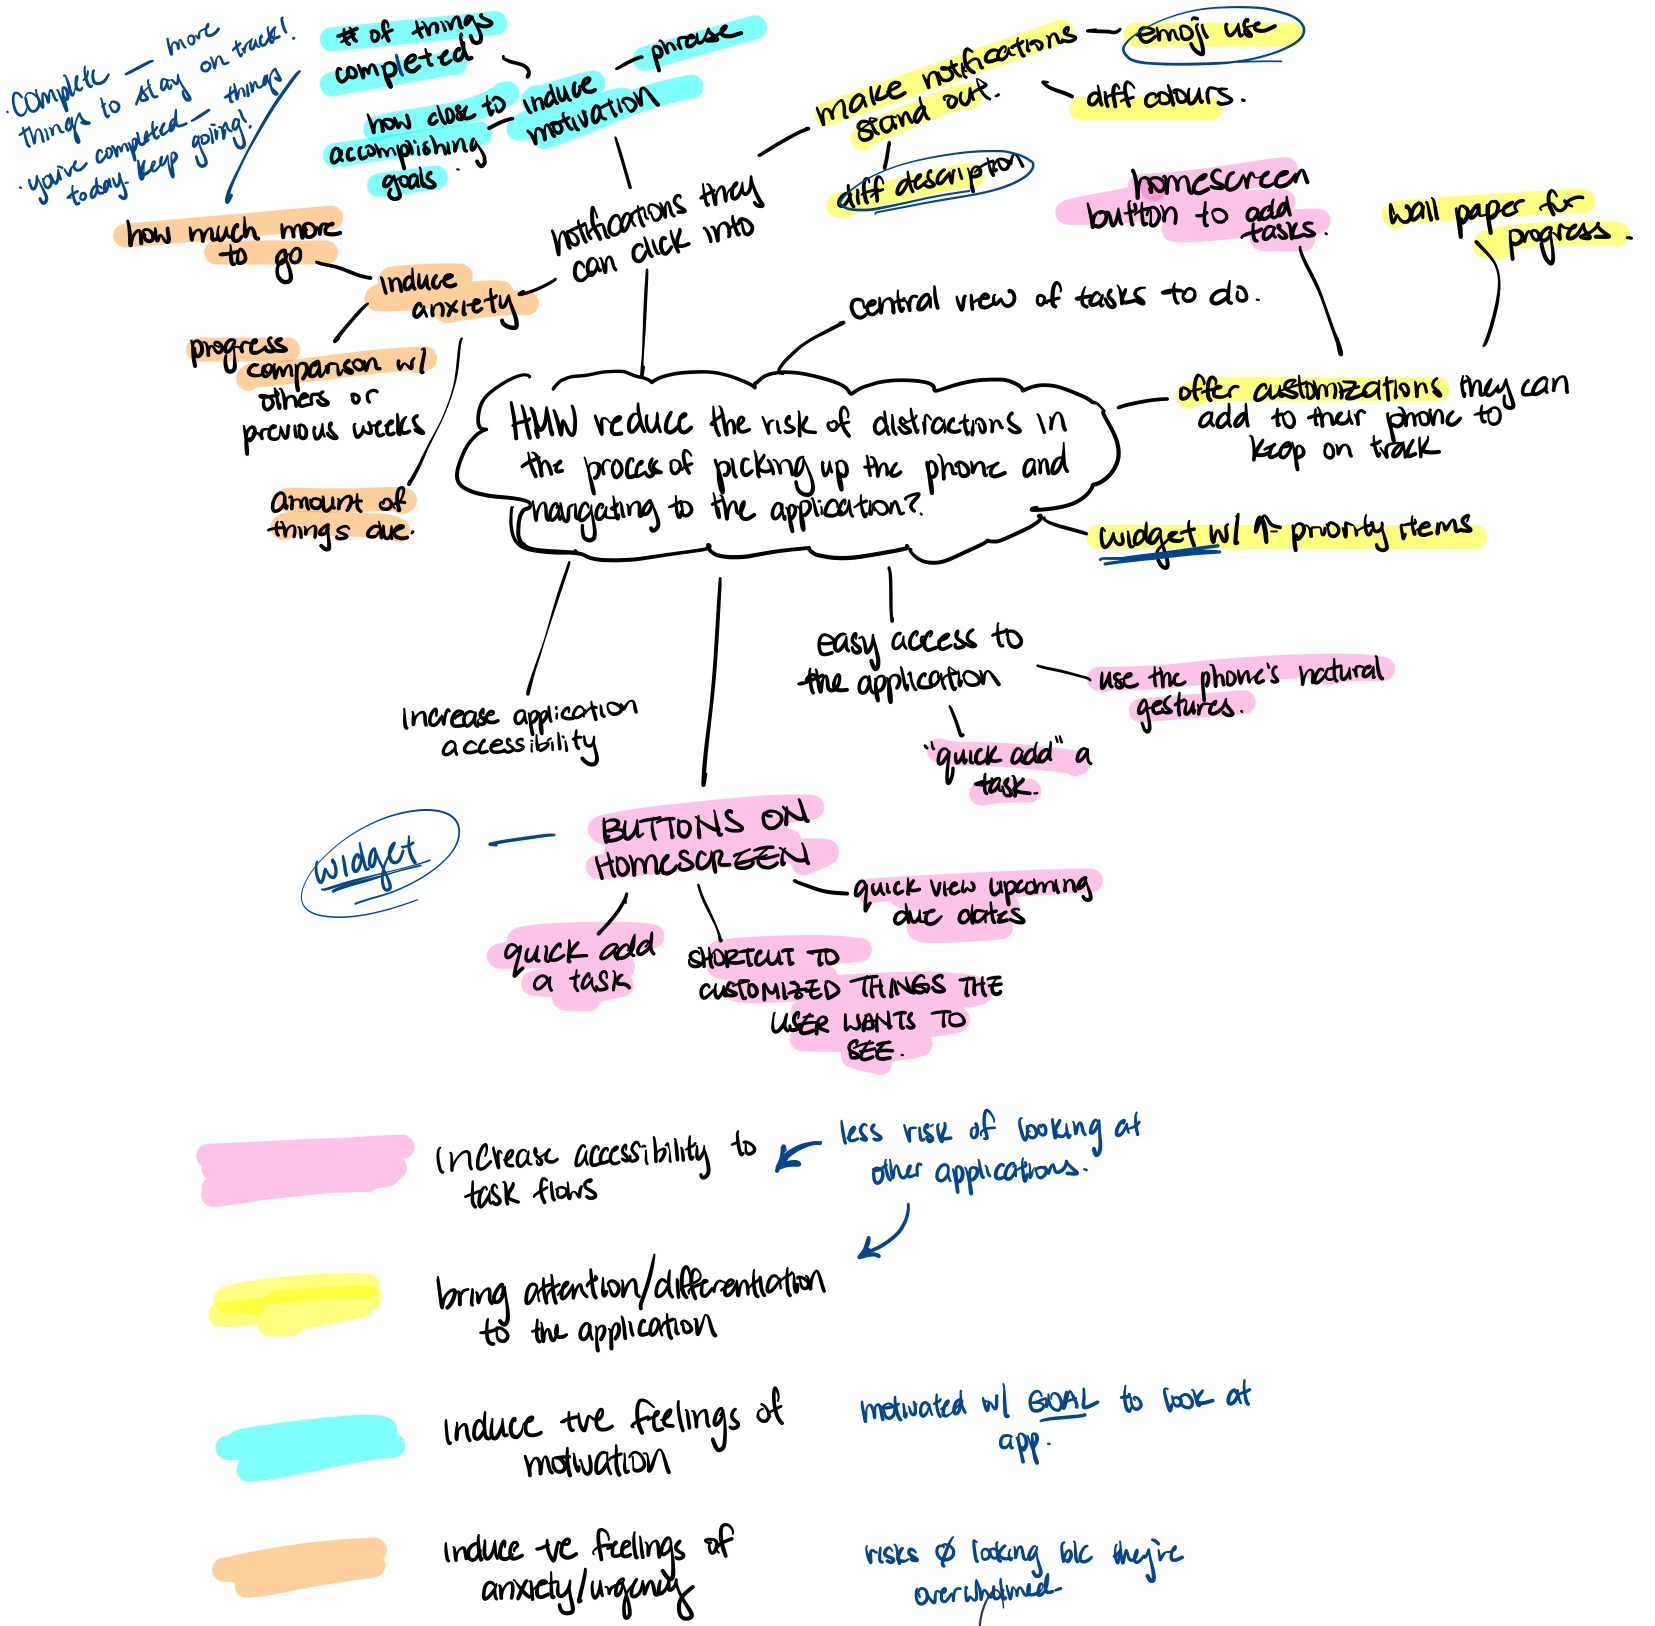 · Complete — more
things to stay on track!
· you've completed — things
today. Keep going!
# of things
completed
how close to
accomplishing
goals.
induce
motivation
phrase
make notifications
stand out.
emoji use
diff colours.
diff description
homescreen
button to add
tasks.
wall paper for
progress.
how much more
to go
induce
anxiety
notifications they
can click into
central view of tasks to do.
progress
comparison w/
others or
previous weeks
amount of
things due.
HMW reduce the risk of distractions in
the process of picking up the phone and
navigating to the application?
offer customizations they can
add to their phone to
keep on track
widget w/ ↑ priority items
easy access to
the application
use the phone's natural
gestures.
"quick add" a
task.
increase application
accessibility
widget
BUTTONS ON
HOMESCREEN
quick view upcoming
due dates
quick add
a task
SHORTCUT TO
CUSTOMIZED THINGS THE
USER WANTS TO
SEE.
increase accessibility to
task flows
less risk of looking at
other applications.
bring attention/differentiation
to the application
induce +ve feelings of
motivation
motivated w/ GOAL to look at
app.
induce -ve feelings of
anxiety/urgency
risks Ø looking b/c they're
overwhelmed.